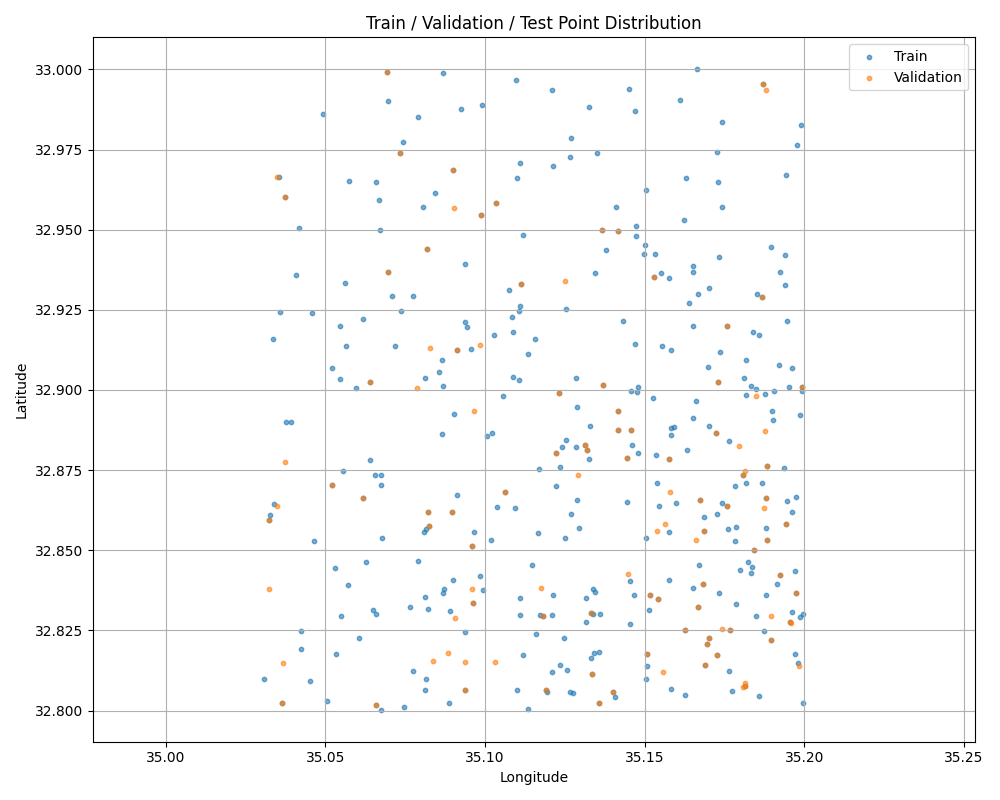 Train / Validation / Test Point Distribution
Train
Validation
33.000
32.975
32.950
32.925
32.900
32.875
32.850
32.825
32.800
Latitude
35.00 35.05 35.10 35.15 35.20 35.25
Longitude